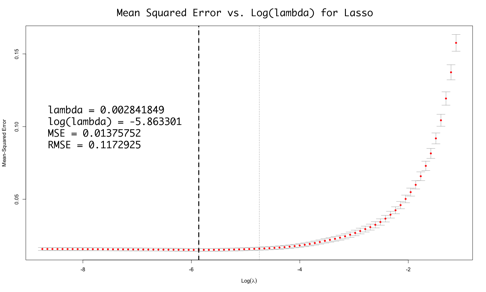 Mean Squared Error vs. Log(lambda) for Lasso
Mean-Squared Error
0.15
0.10
0.05
lambda = 0.002841849
log(lambda) = -5.863301
MSE = 0.01375752
RMSE = 0.1172925
-8
-6
-4
-2
Log(λ)